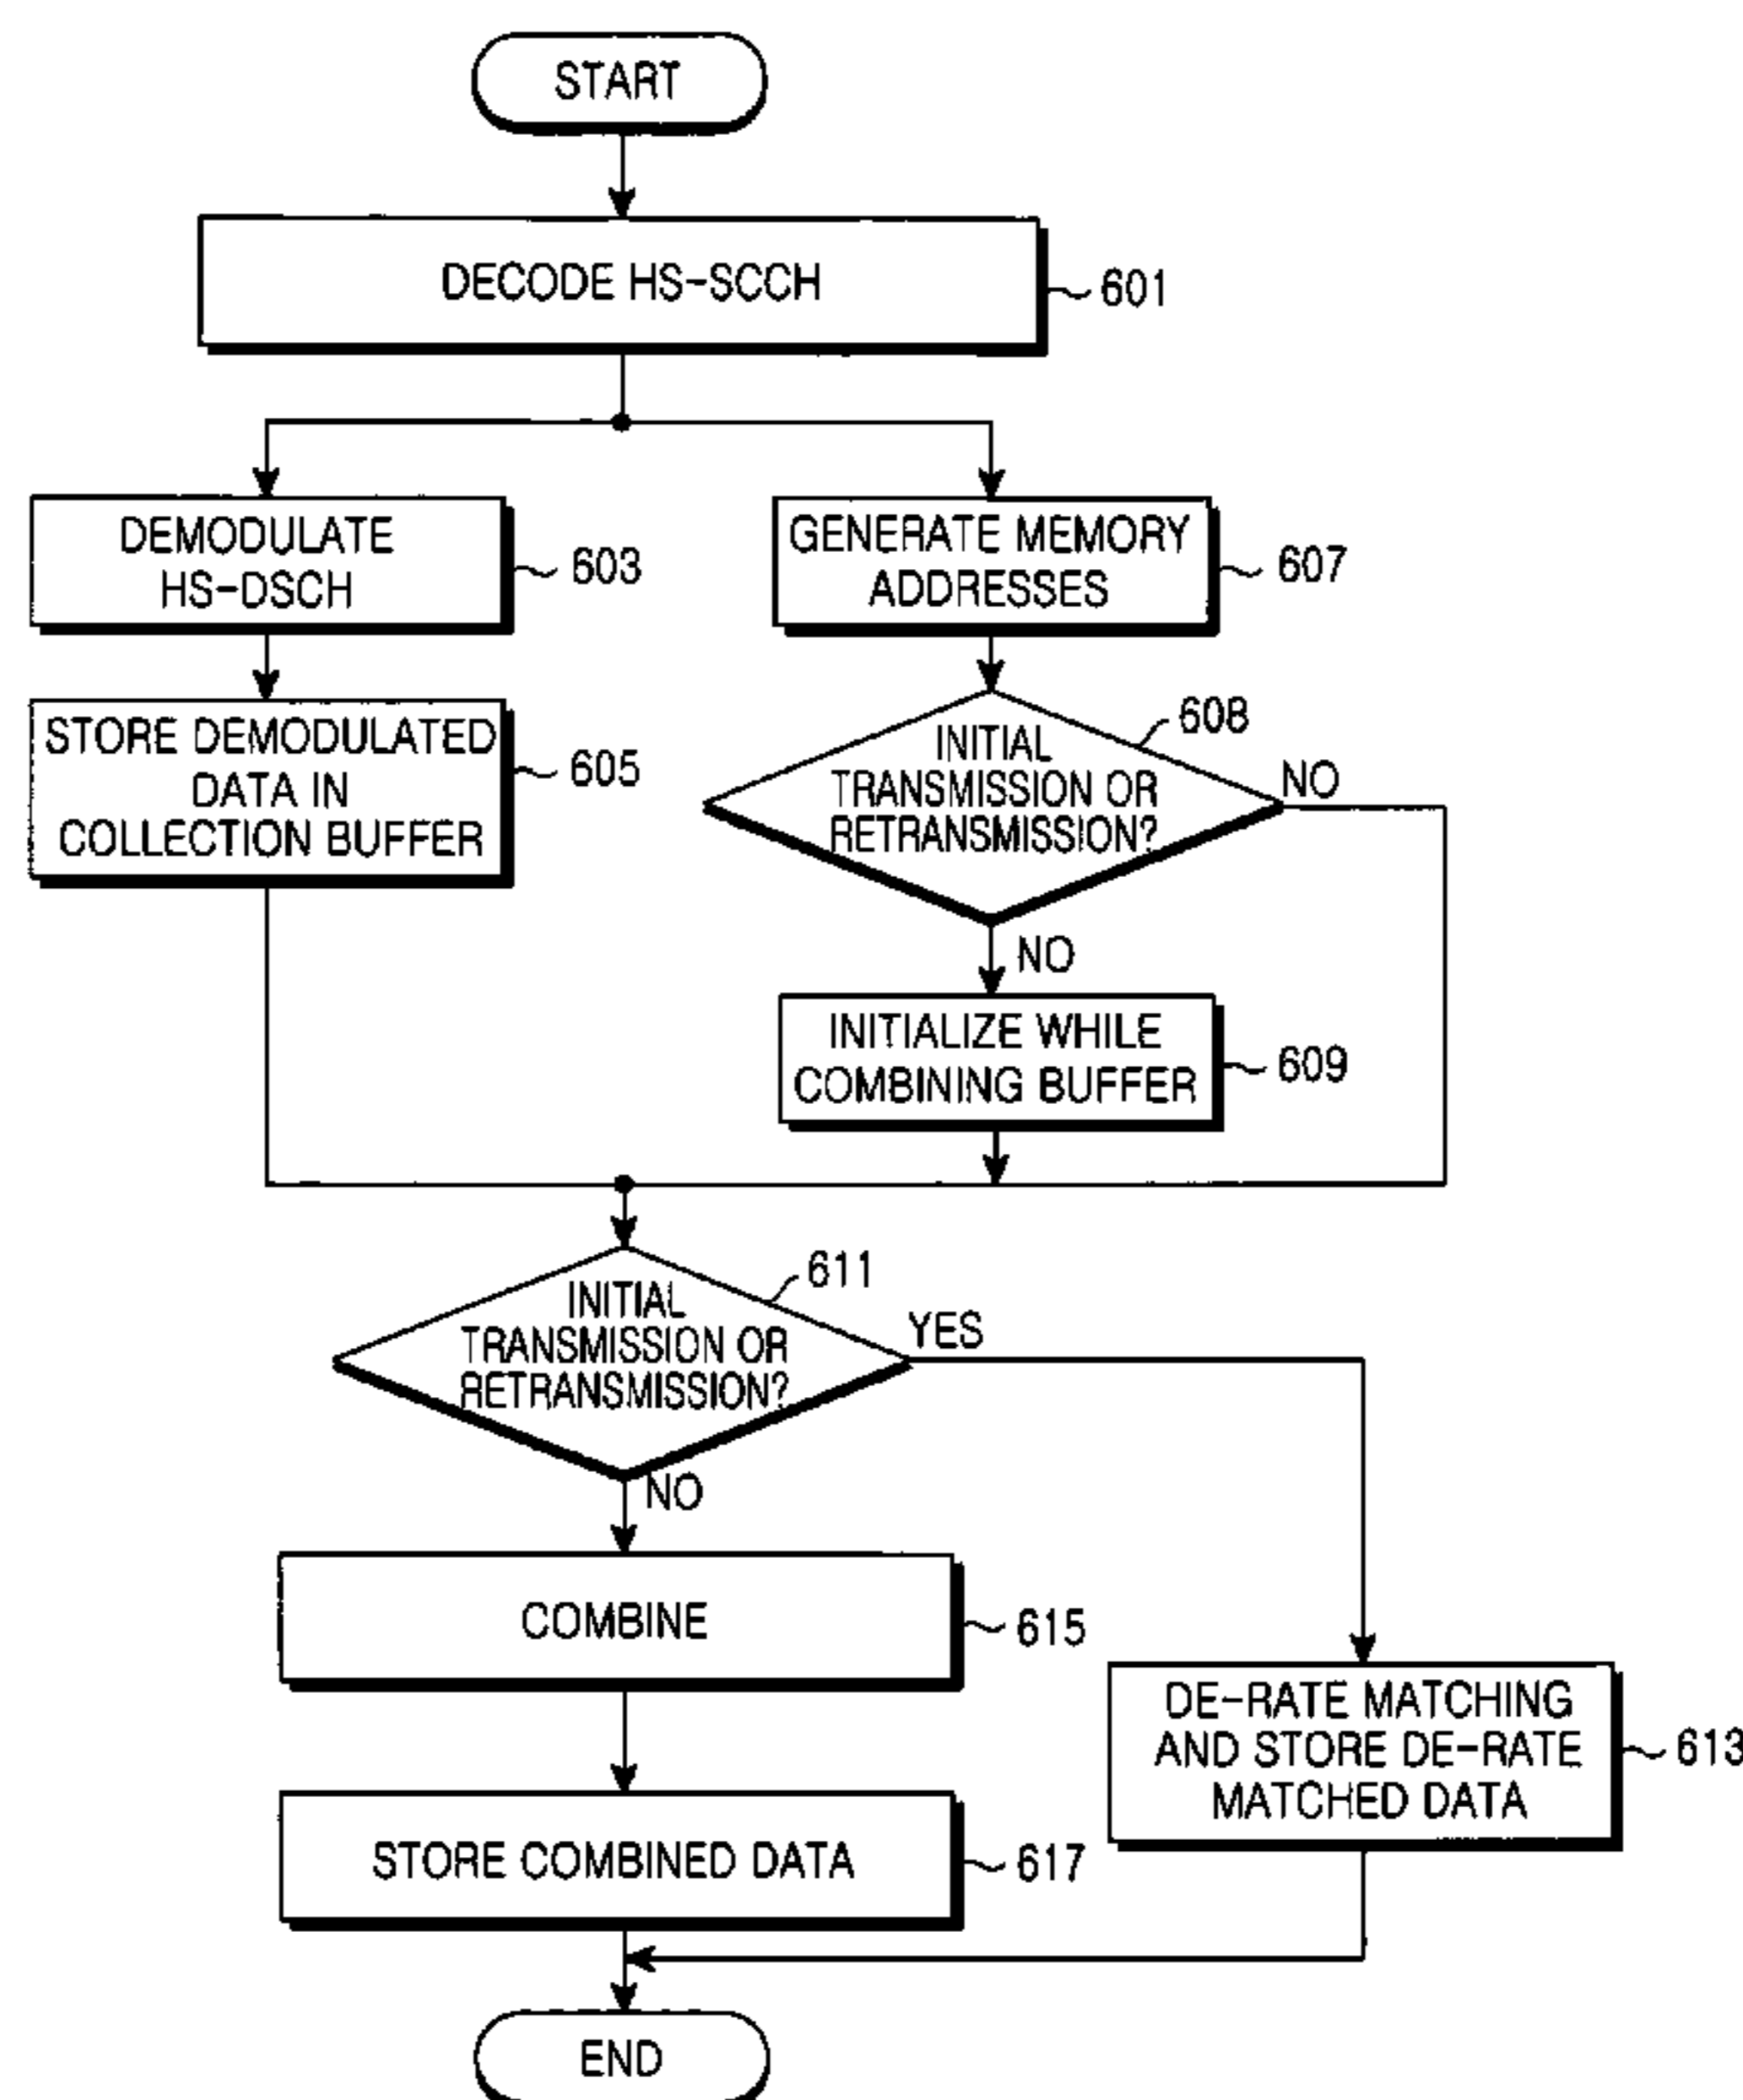 START
DECODE HS-SCCH
601
DEMODULATE
HS-DSCH
603
GENERATE MEMORY
ADDRESSES
607
STORE DEMODULATED
DATA IN
COLLECTION BUFFER
605
INITIAL
TRANSMISSION OR
RETRANSMISSION?
608
NO
NO
INITIALIZE WHILE
COMBINING BUFFER
609
INITIAL
TRANSMISSION OR
RETRANSMISSION?
611
YES
NO
COMBINE
615
DE-RATE MATCHING
AND STORE DE-RATE
MATCHED DATA
613
STORE COMBINED DATA
617
END